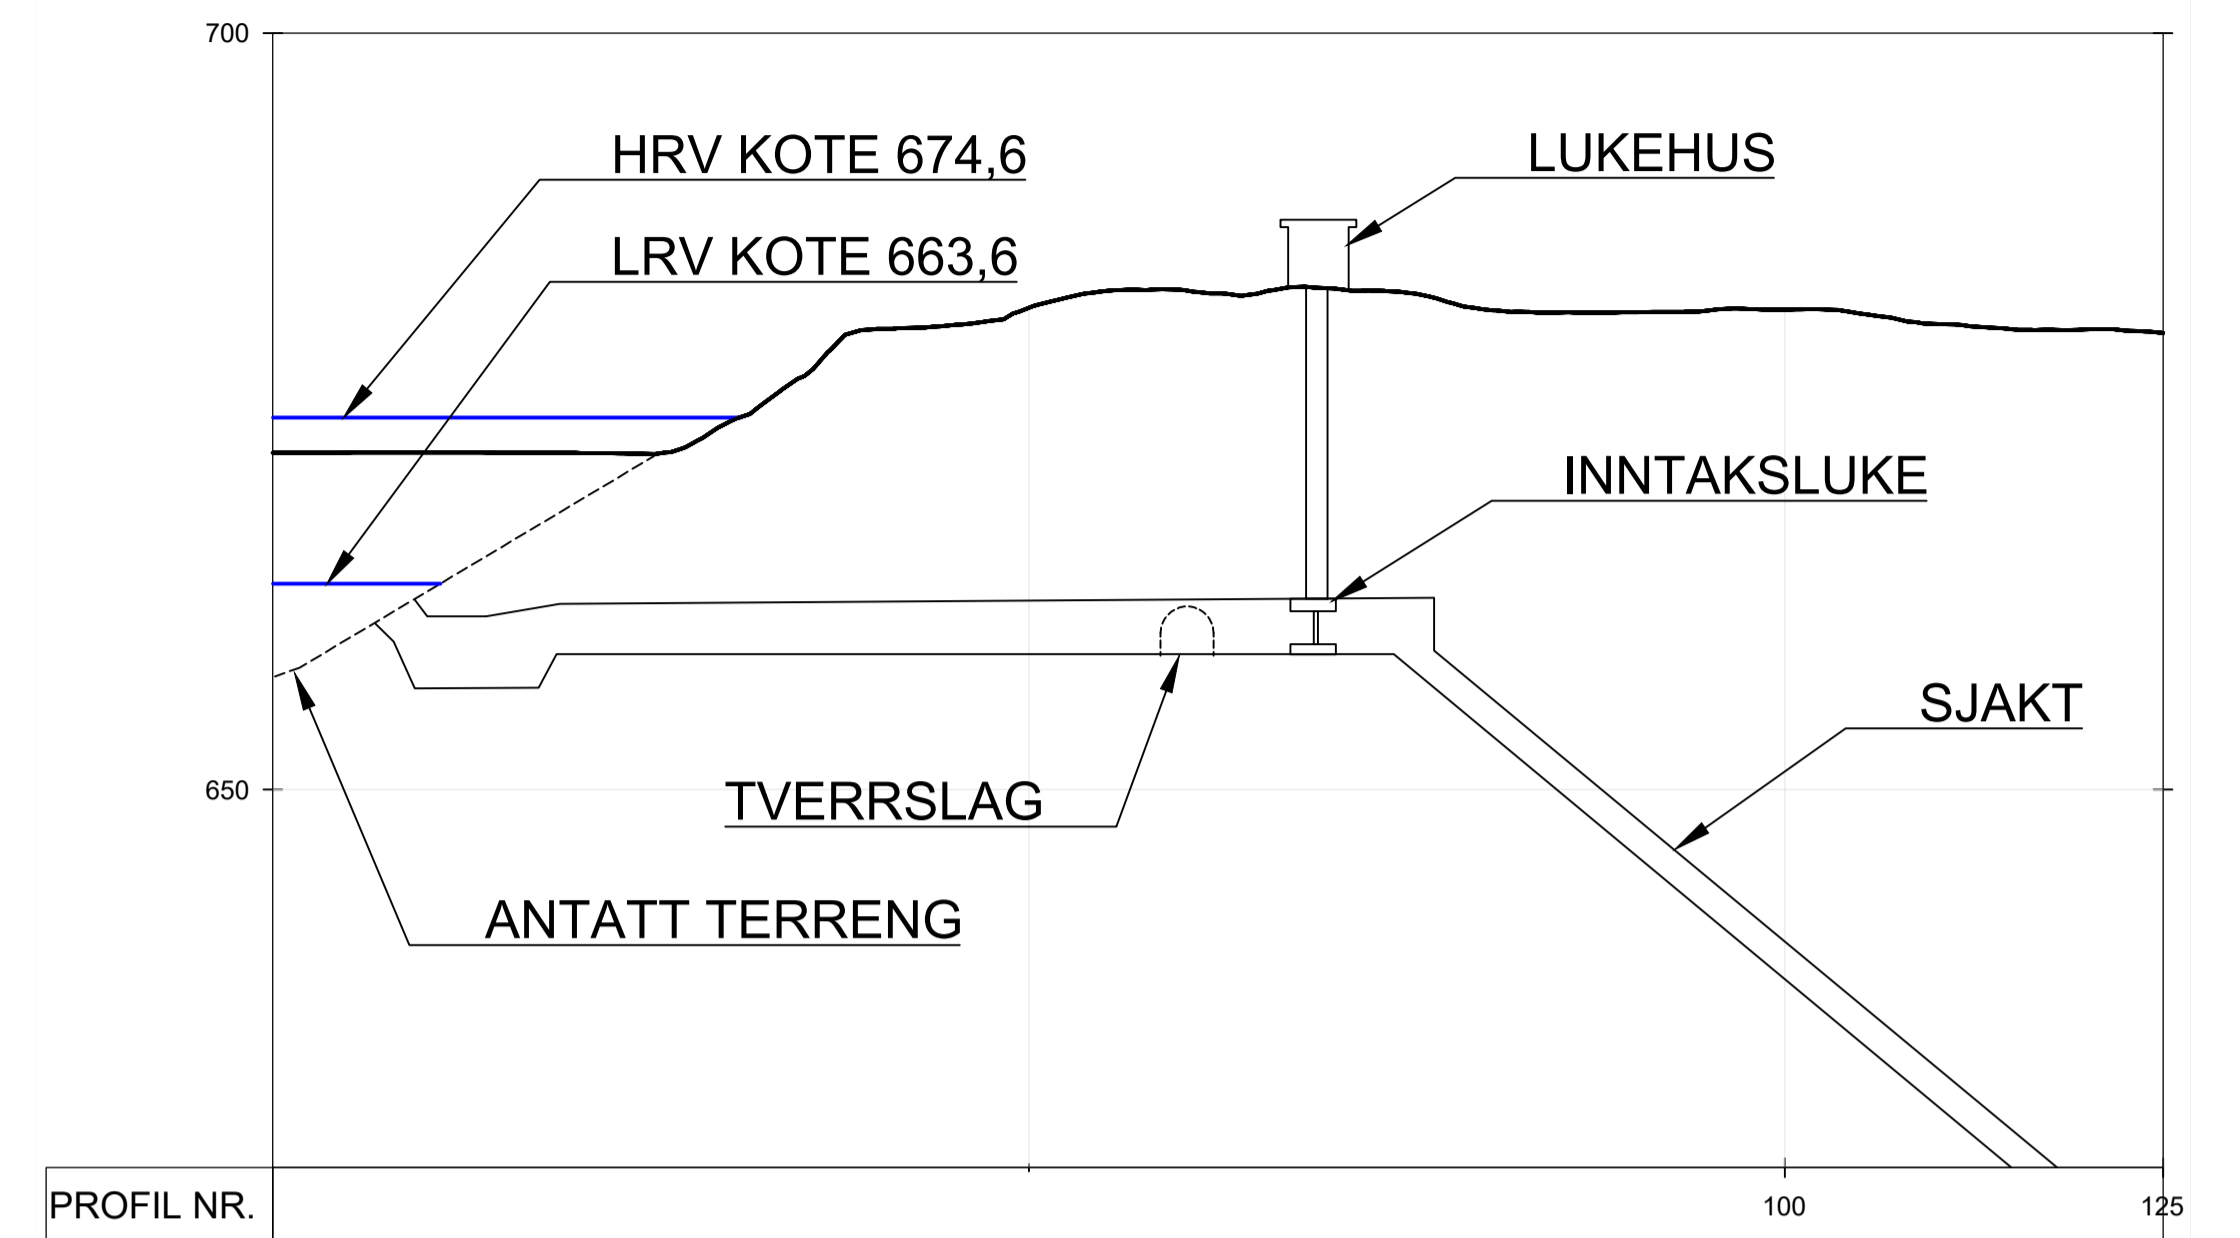 700
HRV KOTE 674,6
LUKEHUS
LRV KOTE 663,6
INNTAKSLUKE
SJAKT
650
TVERRSLAG
ANTATT TERRENG
PROFIL NR.
100
125